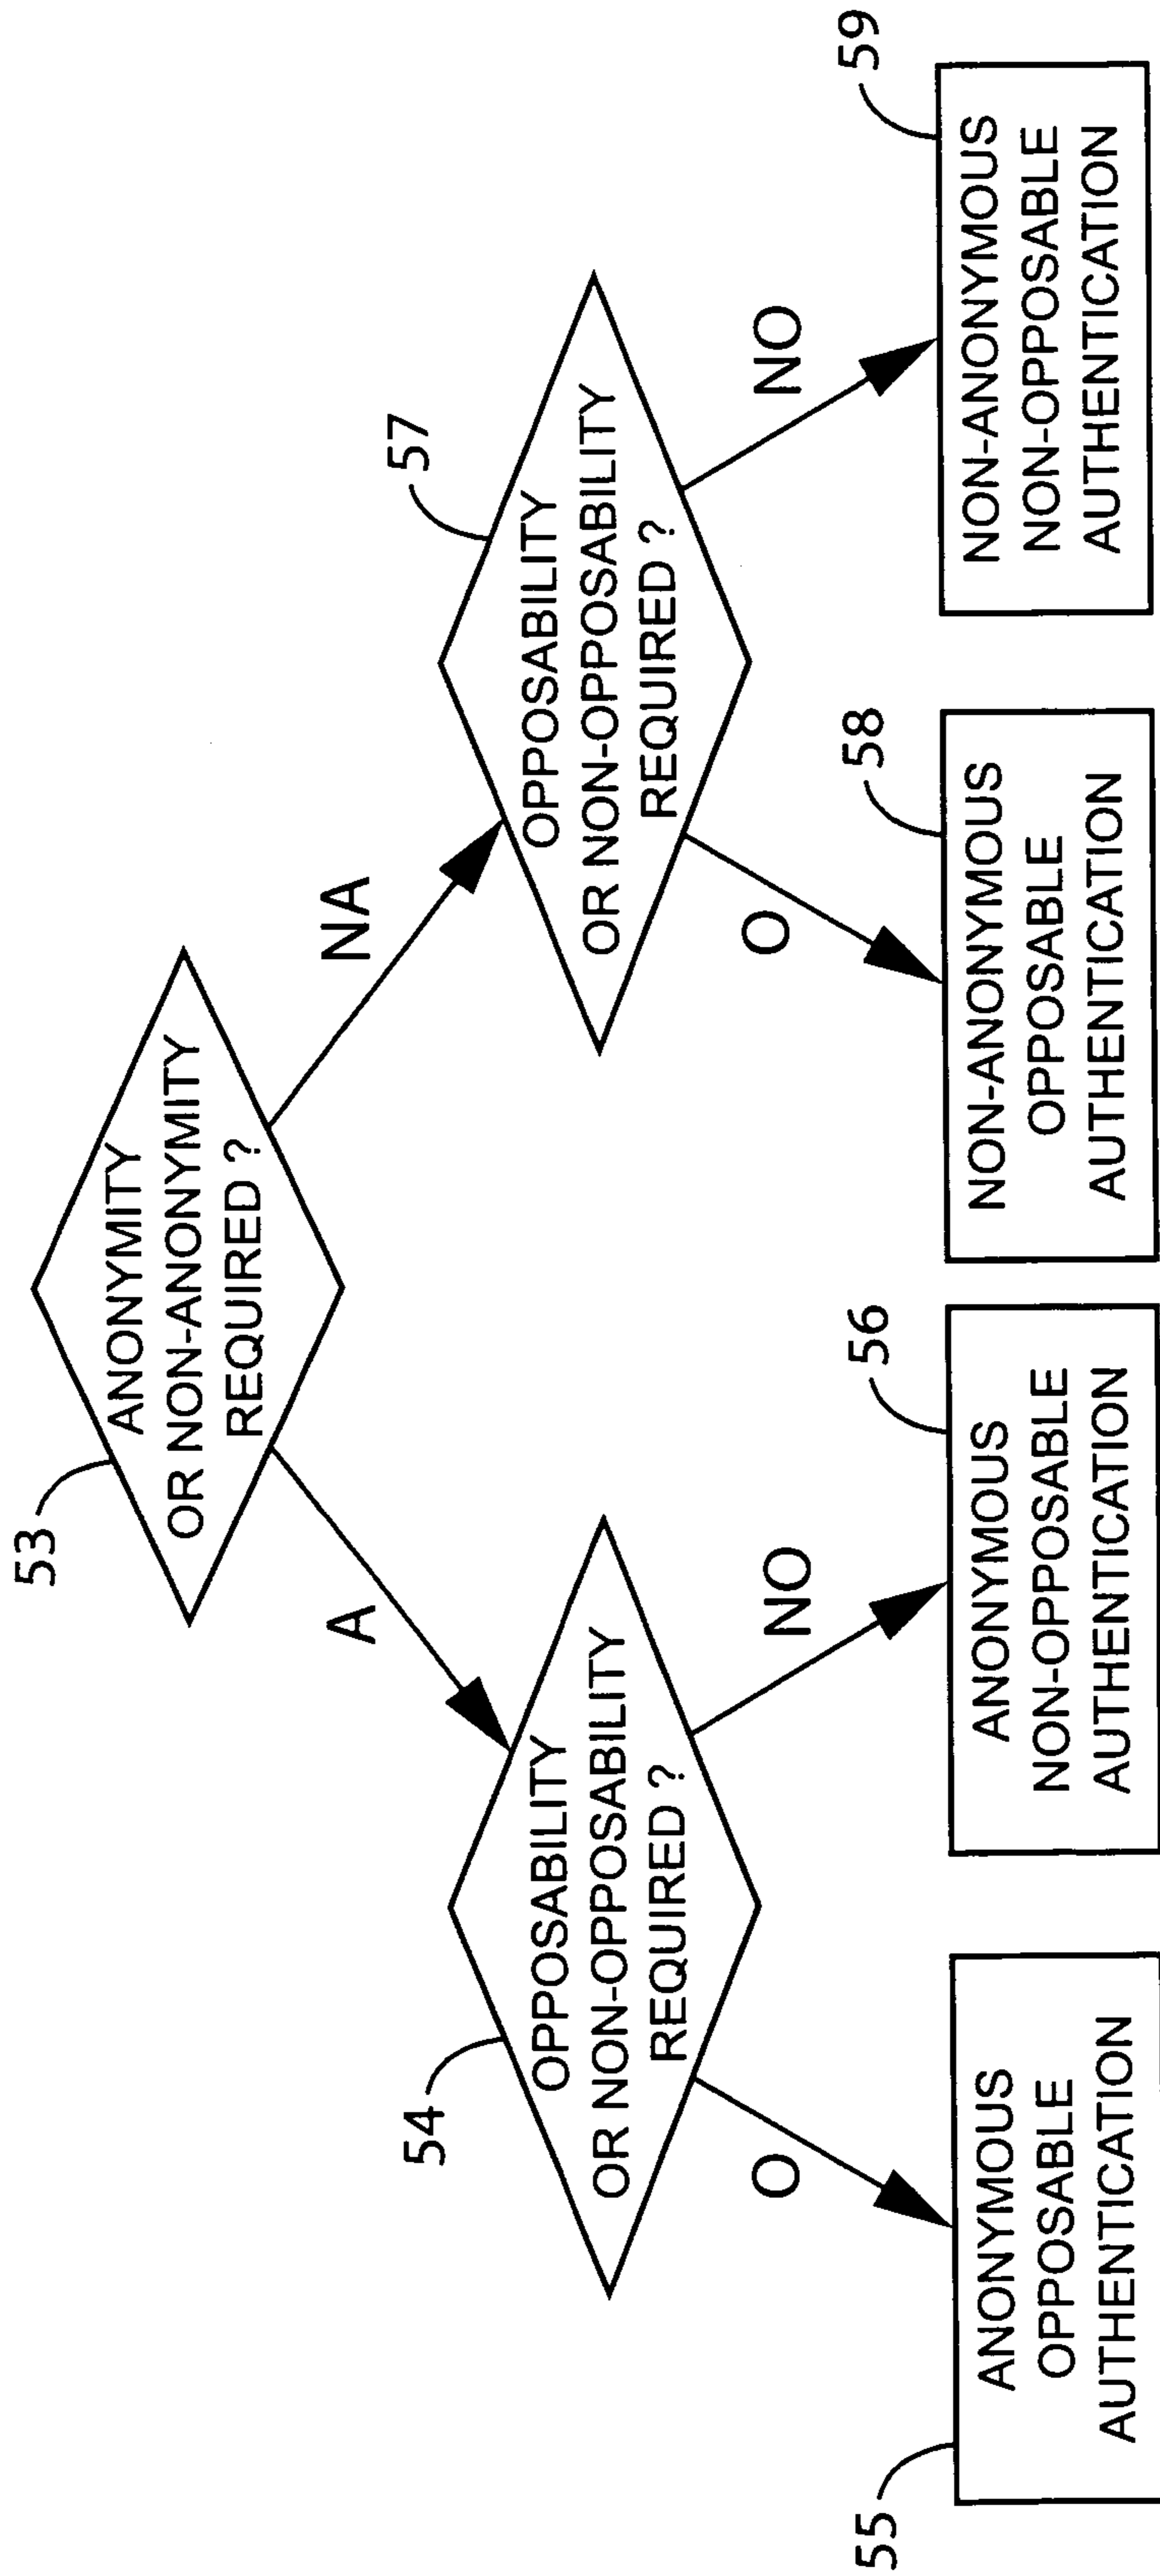 53
ANONYMITY
OR NON-ANONYMITY
REQUIRED ?
A
NA
54
OPPOSABILITY
OR NON-OPPOSABILITY
REQUIRED ?
57
OPPOSABILITY
OR NON-OPPOSABILITY
REQUIRED ?
O
NO
O
NO
55
ANONYMOUS
OPPOSABLE
AUTHENTICATION
56
ANONYMOUS
NON-OPPOSABLE
AUTHENTICATION
58
NON-ANONYMOUS
OPPOSABLE
AUTHENTICATION
59
NON-ANONYMOUS
NON-OPPOSABLE
AUTHENTICATION